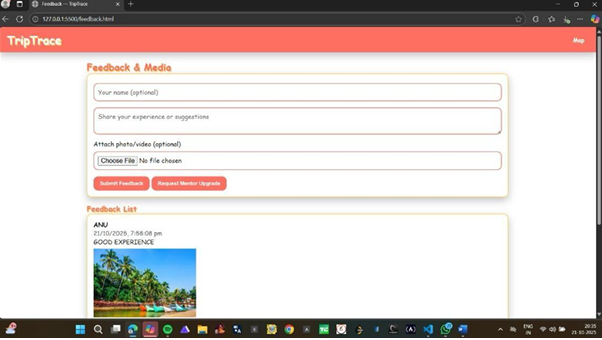 Feedback — TripTrace
127.0.0.1:5500/feedback.html
TripTrace
Map
Feedback & Media
Your name (optional)
Share your experience or suggestions
Attach photo/video (optional)
Choose File No file chosen
Submit Feedback Request Mentor Upgrade
Feedback List
ANU
21/10/2025, 7:56:08 pm
GOOD EXPERIENCE
ENG
IN
20:25
21-10-2025